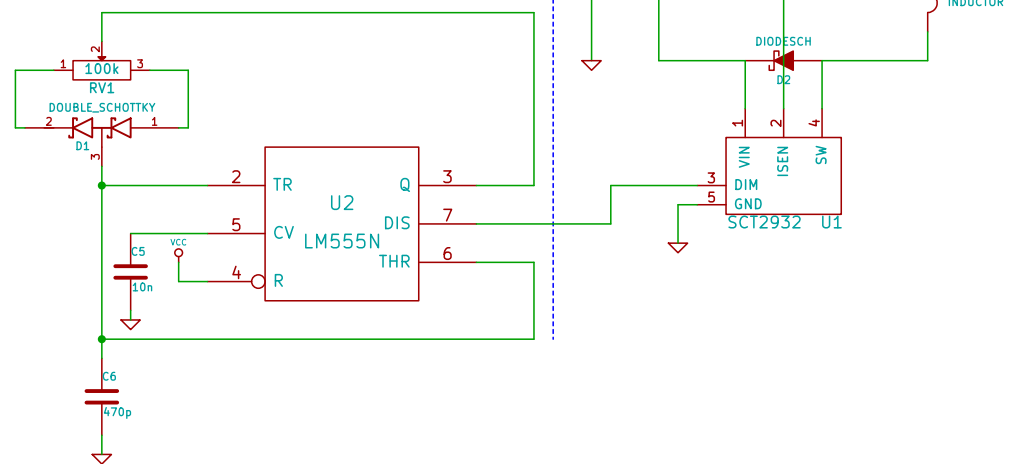 INDUCTOR
DIODESCH
D2
2
1
100k
3
RV1
DOUBLE_SCHOTTKY
2
1
D1
3
1
2
4
VIN
ISEN
SW
3
DIM
5
GND
SCT2932
U1
2
TR
Q
3
U2
DIS
7
5
CV
LM555N
THR
6
VCC
4
R
C5
10n
C6
470p